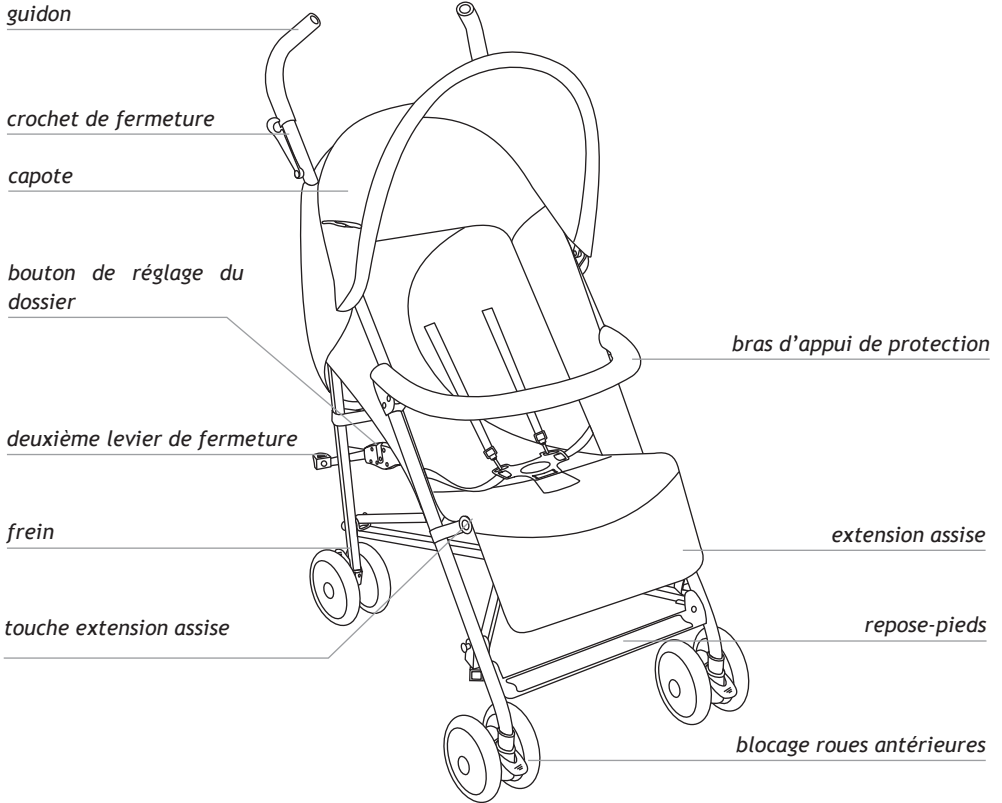 guidon
crochet de fermeture
capote
bouton de réglage du
dossier
bras d’appui de protection
deuxième levier de fermeture
frein
extension assise
touche extension assise
repose-pieds
blocage roues antérieures